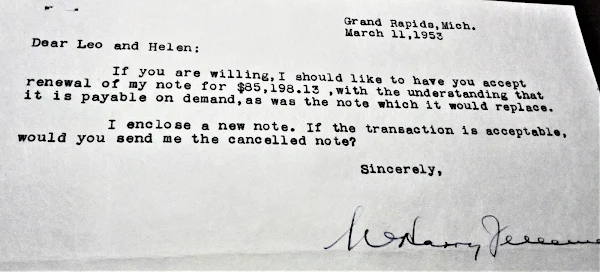 Grand Rapids,Mich.
March 11,1953
Dear Leo and Helen:
If you are willing,I should like to have you accept
renewal of my note for $85,198.13 ,with the understanding that
it is payable on demand,as was the note which it would replace.
I enclose a new note. If the transaction is acceptable,
would you send me the cancelled note?
Sincerely,
Harry